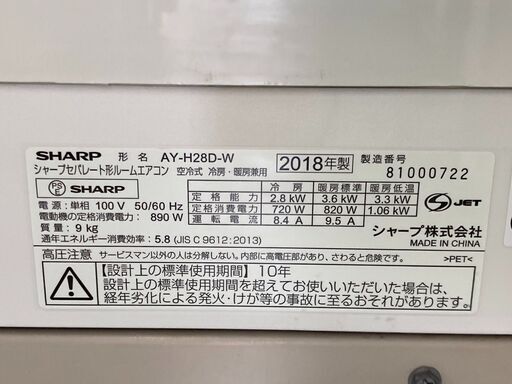 SHARP 形名 AY-H28D-W 2018年製 製造番号
シャープセパレート形ルームエアコン 空冷式 冷房・暖房兼用 81000722
PS E SHARP
冷房 暖房標準 暖房低温
定格能力 2.8 kW 3.6 kW 3.3 kW
電源:単相 100 V 50/60 Hz 定格消費電力 720 W 820 W 1.06 kW
電動機の定格消費電力: 890 W 運転電流 8.4 A 9.5 A
JET
質量:9 kg シャープ株式会社
通年エネルギー消費効率:5.8 (JIS C 9612:2013) MADE IN CHINA
高圧注意 サービスマン以外の人は分解しないで。内部に高電圧部があり、さわると危険です。 >PET<
【設計上の標準使用期間】10年
設計上の標準使用期間を超えてお使いいただいた場合は、
経年劣化による発火・けが等の事故に至るおそれがあります。